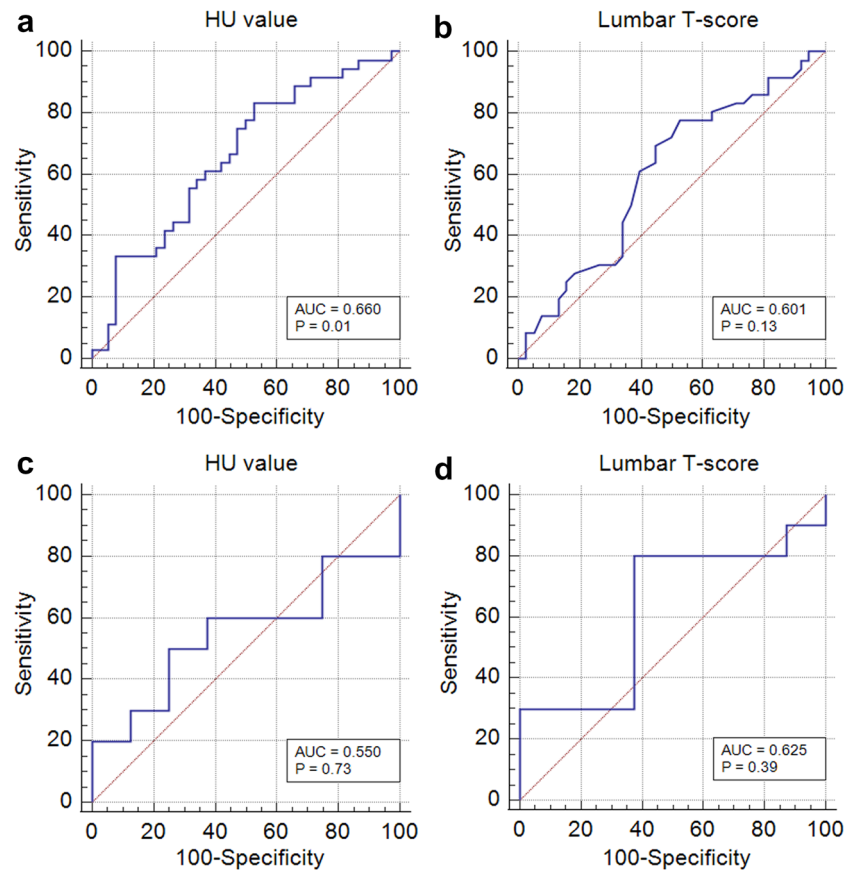 a
HU value
100
80
60
40
20
0
Sensitivity
AUC = 0.660
P = 0.01
0 20 40 60 80 100
100-Specificity
b
Lumbar T-score
100
80
60
40
20
0
Sensitivity
AUC = 0.601
P = 0.13
0 20 40 60 80 100
100-Specificity
c
HU value
100
80
60
40
20
0
Sensitivity
AUC = 0.550
P = 0.73
0 20 40 60 80 100
100-Specificity
d
Lumbar T-score
100
80
60
40
20
0
Sensitivity
AUC = 0.625
P = 0.39
0 20 40 60 80 100
100-Specificity